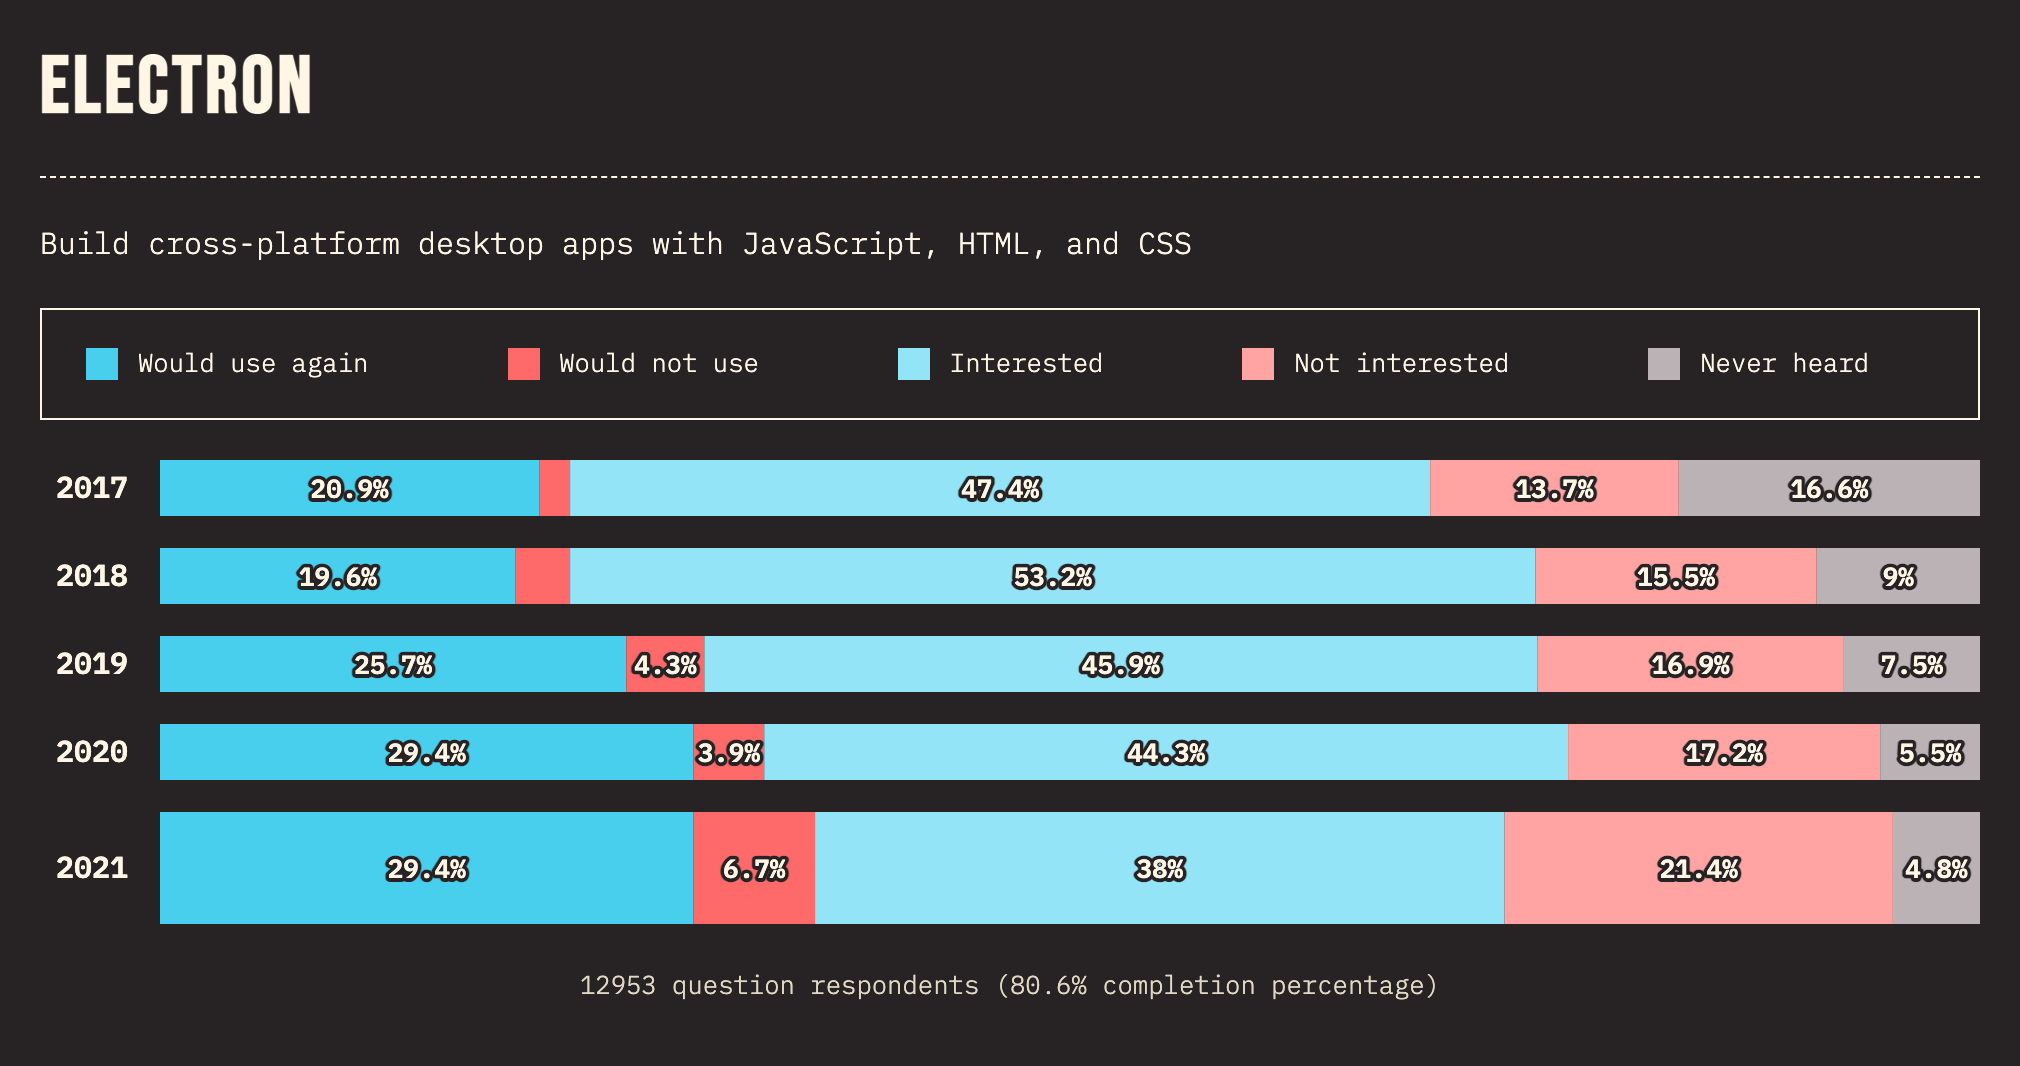 ELECTRON
Build cross-platform desktop apps with JavaScript, HTML, and CSS
Would use again Would not use Interested Not interested Never heard
2017 20.9% 47.4% 13.7% 16.6%
2018 19.6% 53.2% 15.5% 9%
2019 25.7% 4.3% 45.9% 16.9% 7.5%
2020 29.4% 3.9% 44.3% 17.2% 5.5%
2021 29.4% 6.7% 38% 21.4% 4.8%
12953 question respondents (80.6% completion percentage)